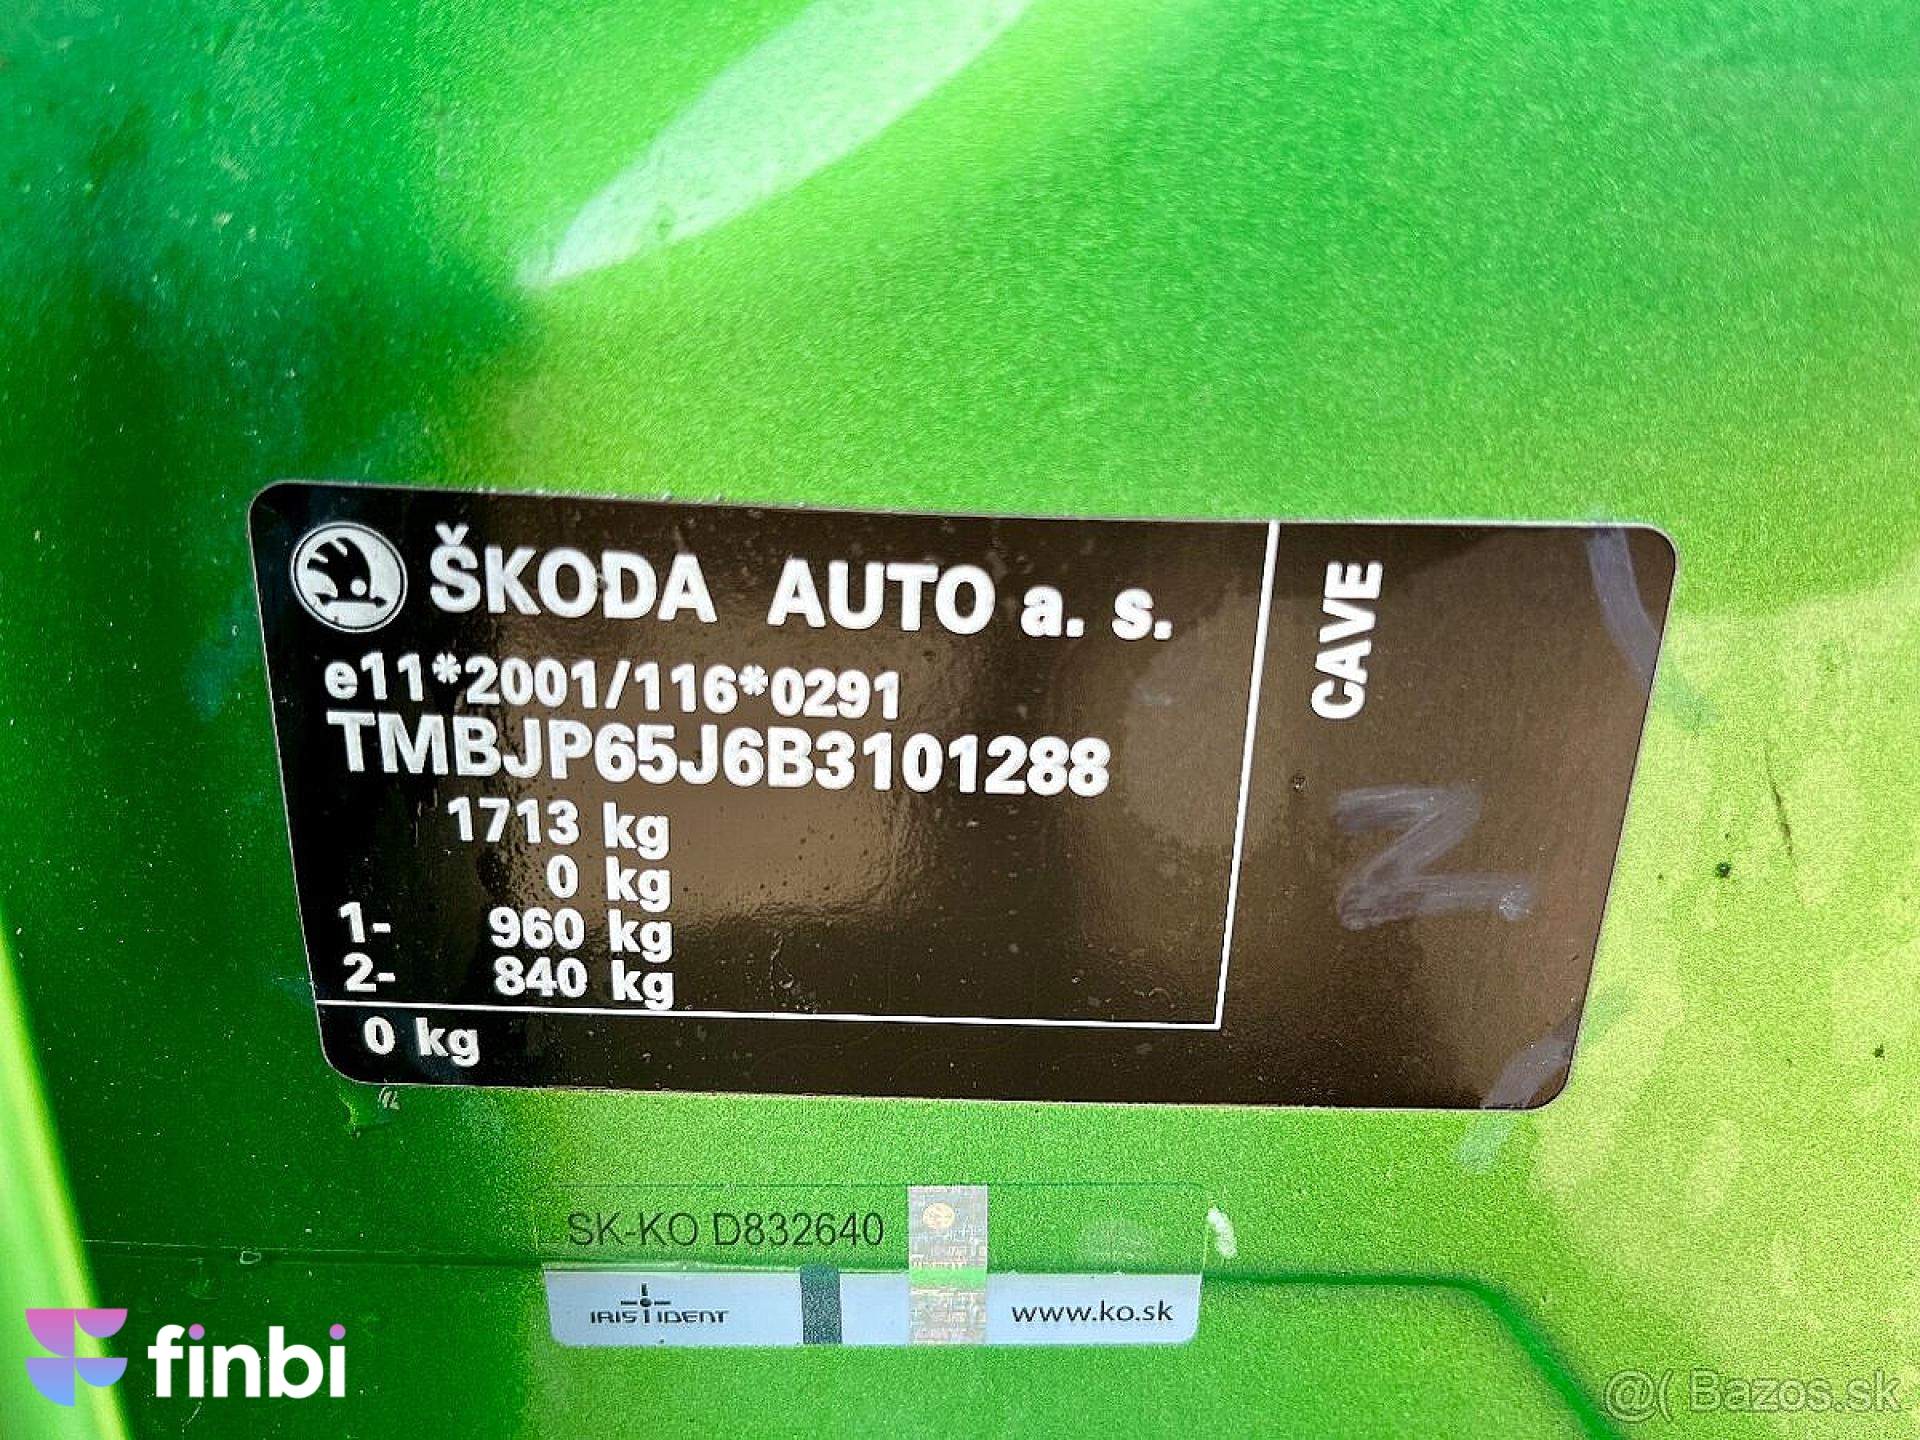 ŠKODA AUTO a. s.
e11*2001/116*0291
TMBJP65J6B3101288
1713 kg
0 kg
1- 960 kg
2- 840 kg
0 kg
CAVE
N
SK-KO D832640
IRIS IDENT
www.ko.sk
finbi
@( Bazos.sk